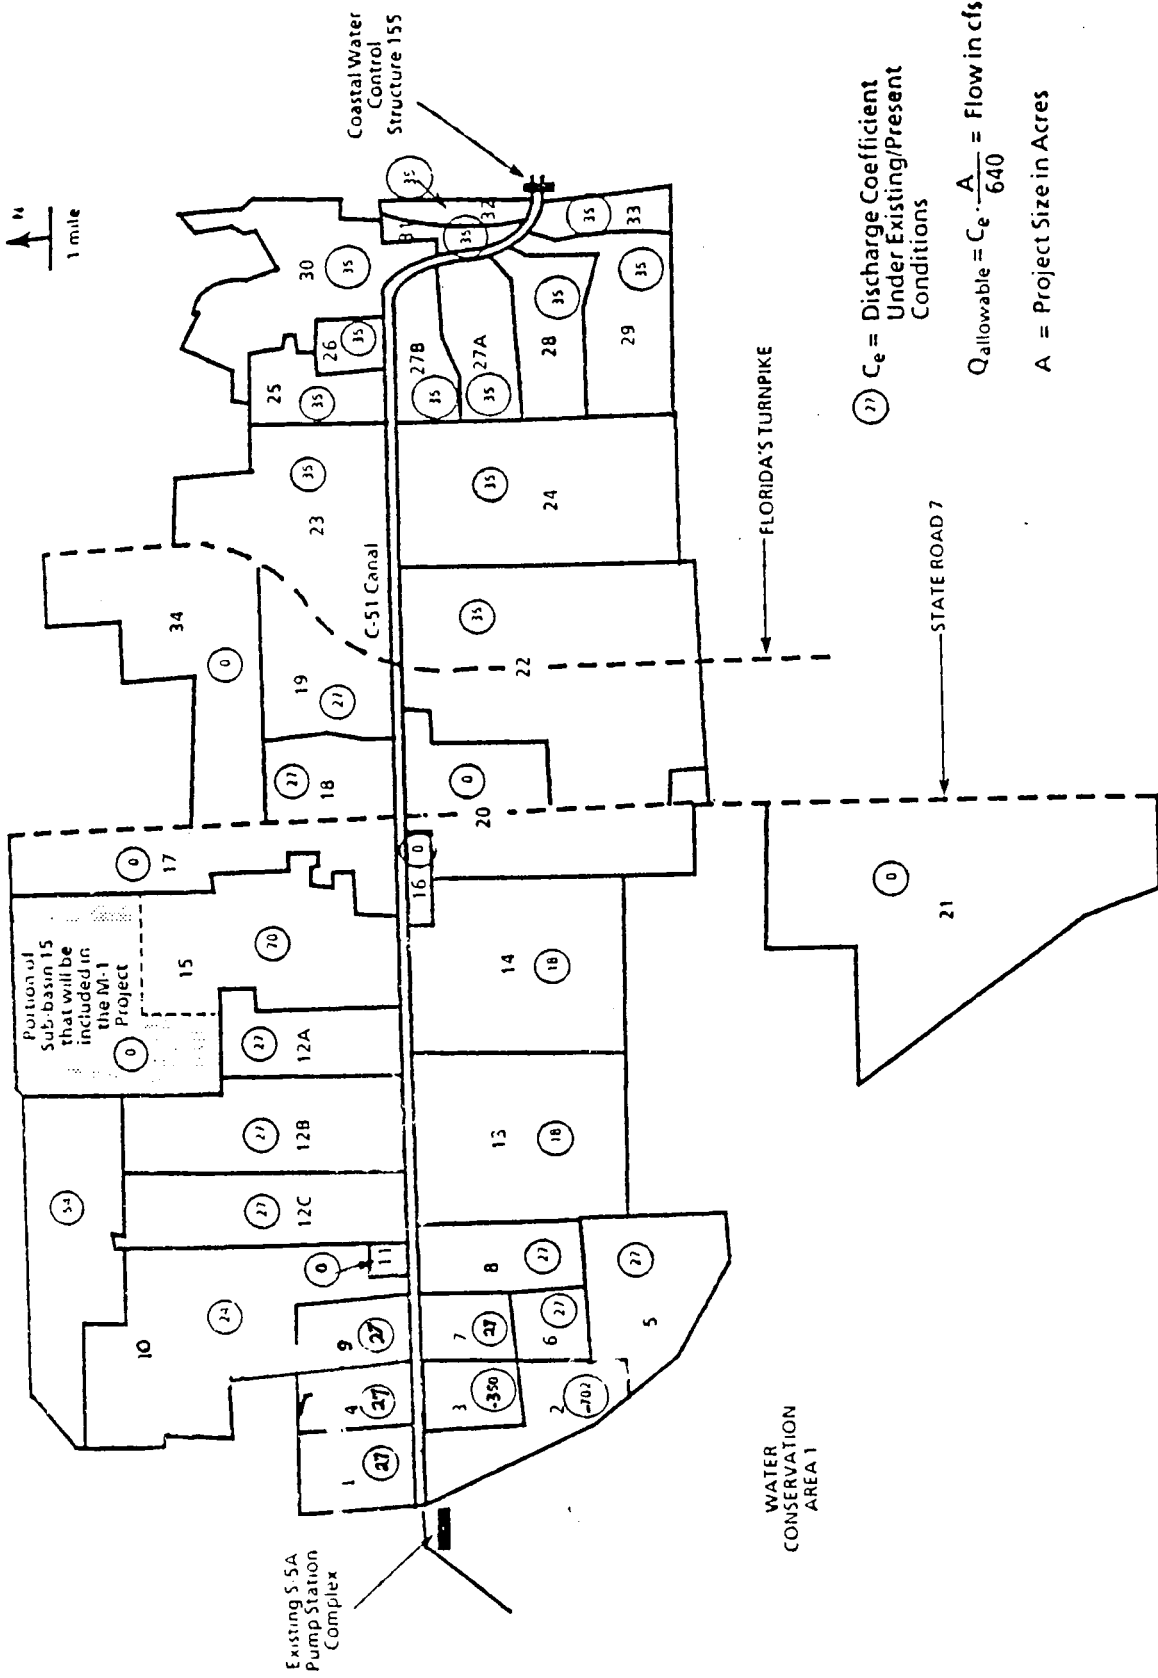 N
1 mile
Coastal Water
Control
Structure 155
Existing S-5A
Pump Station
Complex
Portion of
Sub-basin 15
that will be
included in
the M-1
Project
0
54
10
24
0
11
12C
27
12B
27
12A
27
15
70
17
0
34
0
18
27
19
27
23
35
25
35
26
35
30
35
31
35
32
35
C-51 Canal
1
27
4
27
9
27
3
-350
2
-702
7
27
6
27
8
27
5
27
13
18
14
18
16
0
20
0
22
35
24
35
27B
35
27A
35
28
35
29
35
33
35
21
0
WATER
CONSERVATION
AREA 1
STATE ROAD 7
FLORIDA'S TURNPIKE
27 Ce = Discharge Coefficient
Under Existing/Present
Conditions
Qallowable = Ce · A/640 = Flow in cfs
A = Project Size in Acres